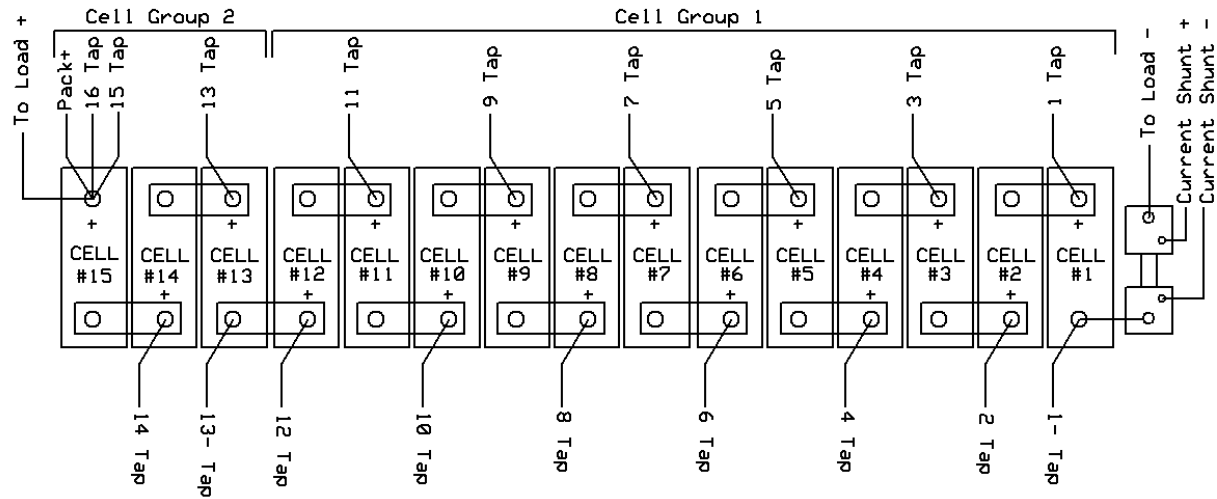 Cell Group 2
Cell Group 1
To Load +
Pack+
16 Tap
15 Tap
13 Tap
11 Tap
9 Tap
7 Tap
5 Tap
3 Tap
1 Tap
To Load -
Current Shunt +
Current Shunt -
+
+
+
+
+
+
+
+
CELL #15
CELL #14
CELL #13
CELL #12
CELL #11
CELL #10
CELL #9
CELL #8
CELL #7
CELL #6
CELL #5
CELL #4
CELL #3
CELL #2
CELL #1
+
+
+
+
+
+
+
14 Tap
13- Tap
12 Tap
10 Tap
8 Tap
6 Tap
4 Tap
2 Tap
1- Tap